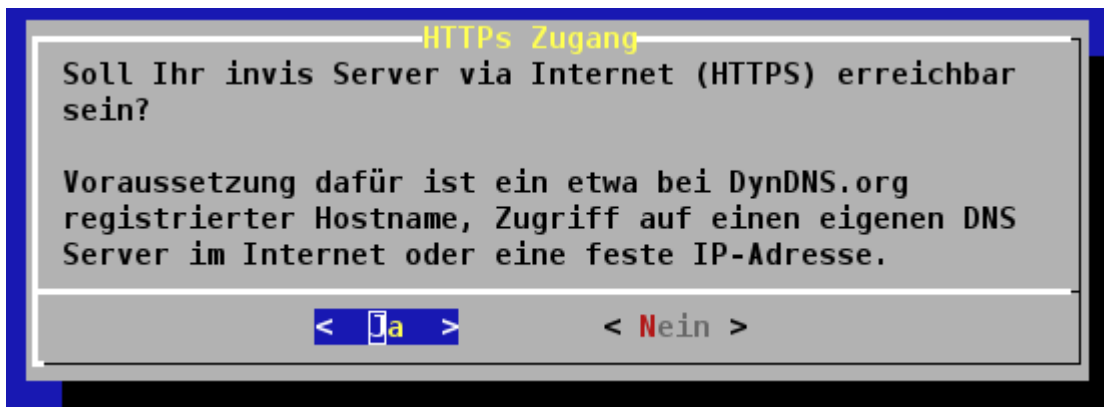 HTTPs Zugang
Soll Ihr invis Server via Internet (HTTPS) erreichbar
sein?
Voraussetzung dafür ist ein etwa bei DynDNS.org
registrierter Hostname, Zugriff auf einen eigenen DNS
Server im Internet oder eine feste IP-Adresse.
< Ja > < Nein >